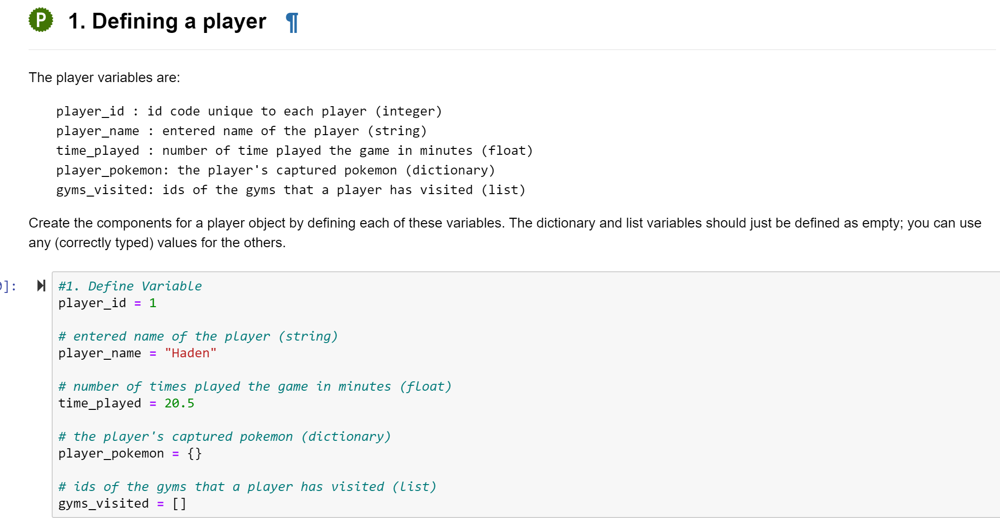 P 1. Defining a player ¶
The player variables are:
player_id : id code unique to each player (integer)
player_name : entered name of the player (string)
time_played : number of time played the game in minutes (float)
player_pokemon: the player's captured pokemon (dictionary)
gyms_visited: ids of the gyms that a player has visited (list)
Create the components for a player object by defining each of these variables. The dictionary and list variables should just be defined as empty; you can use
any (correctly typed) values for the others.
]:
#1. Define Variable
player_id = 1
# entered name of the player (string)
player_name = "Haden"
# number of times played the game in minutes (float)
time_played = 20.5
# the player's captured pokemon (dictionary)
player_pokemon = {}
# ids of the gyms that a player has visited (list)
gyms_visited = []